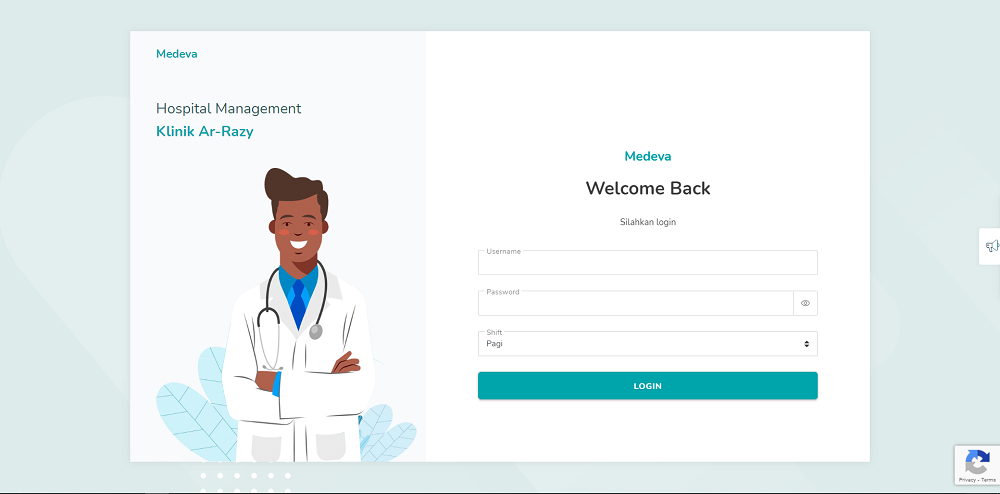 Medeva
Hospital Management
Klinik Ar-Razy
Medeva
Welcome Back
Silahkan login
Username
Password
Shift
Pagi
LOGIN
Privacy - Terms